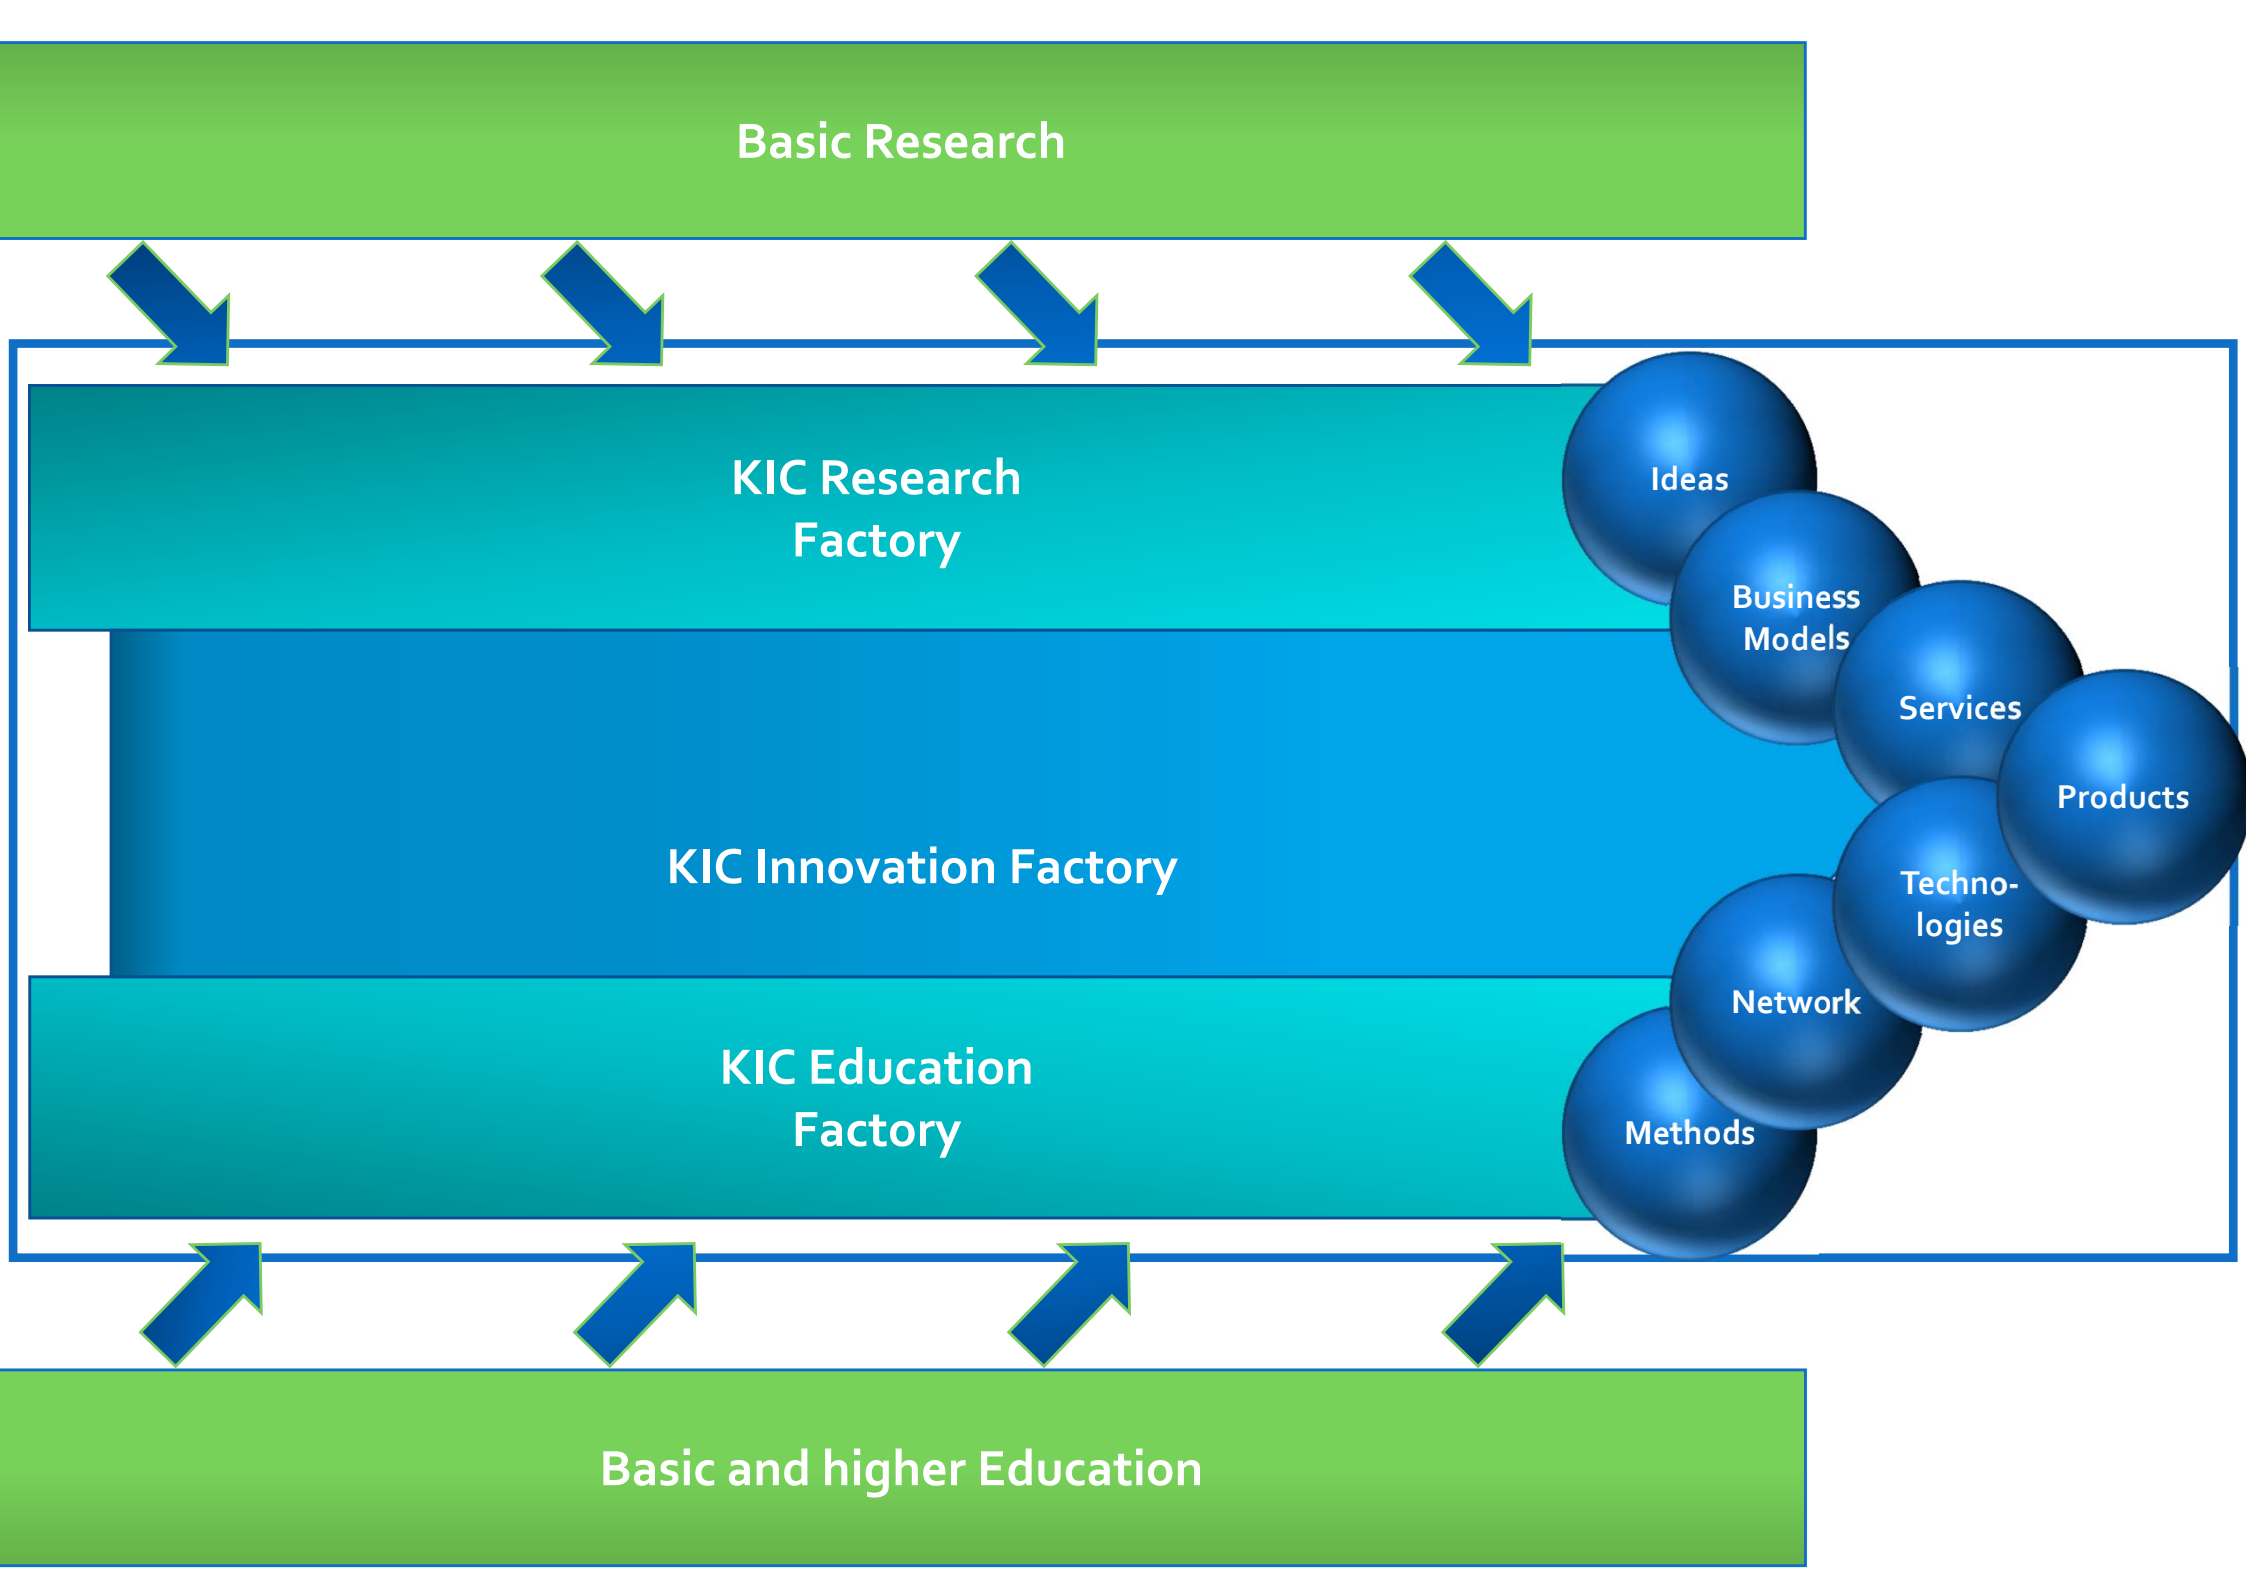 Basic Research
KIC Research
Factory
Ideas
Business
Models
Services
Products
KIC Innovation Factory
Techno-
logies
Network
KIC Education
Factory
Methods
Basic and higher Education